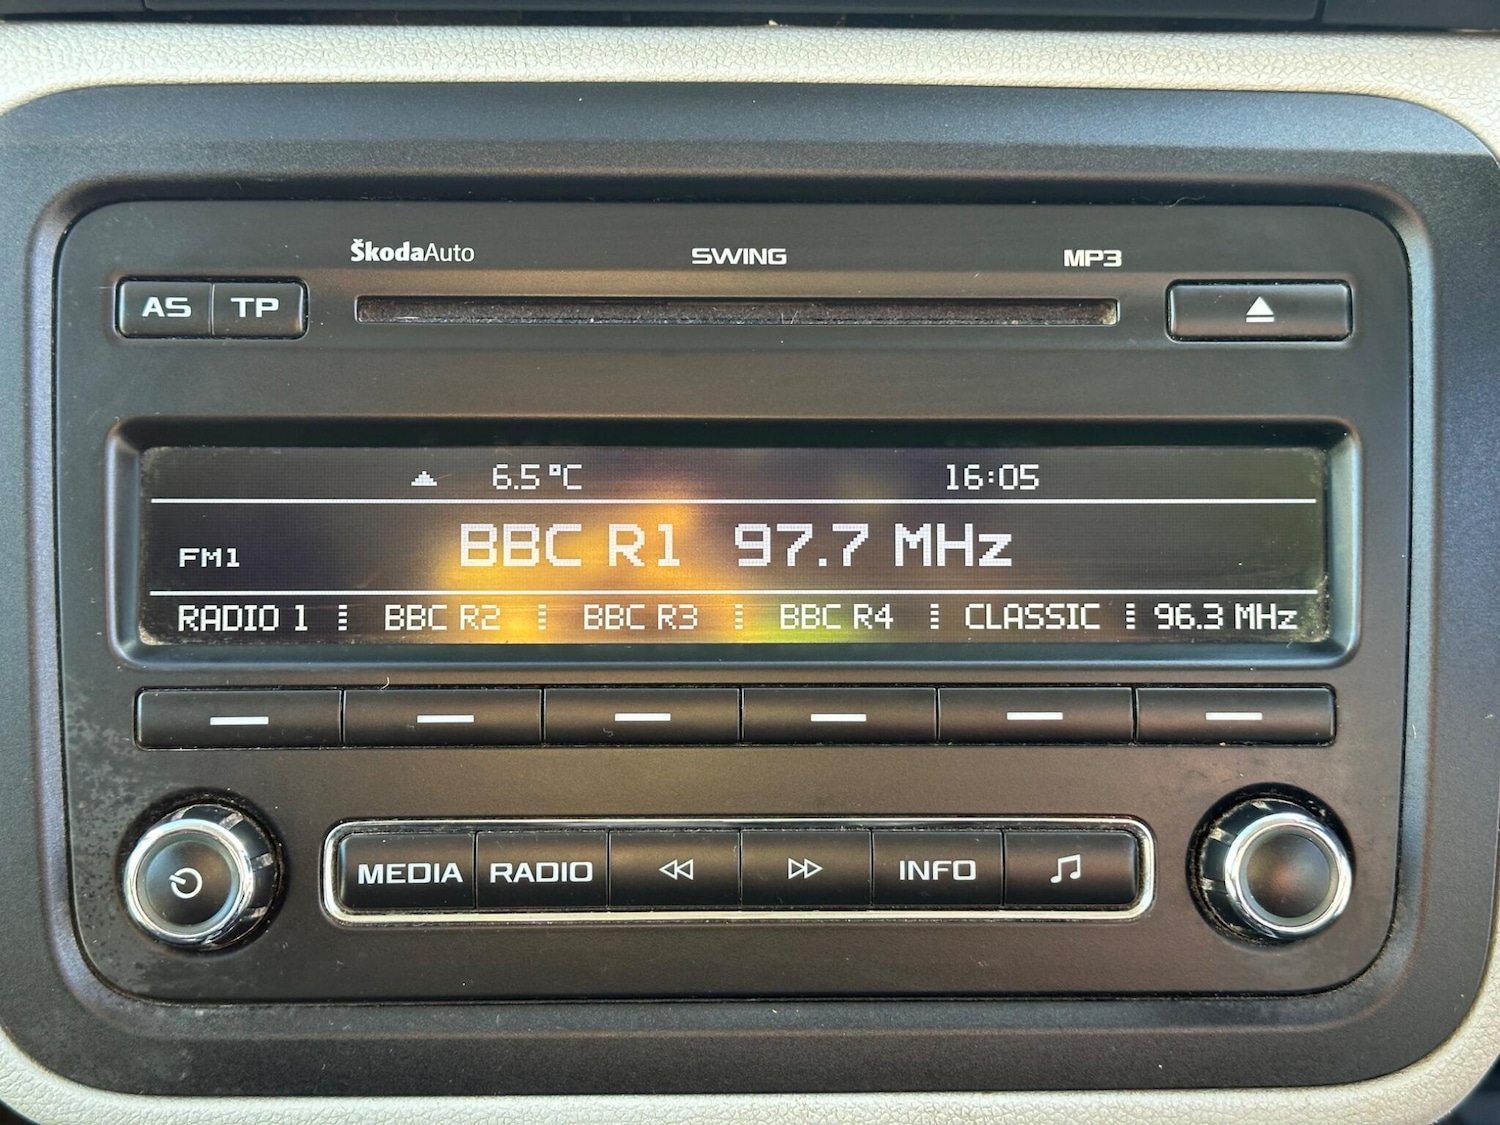 ŠkodaAuto SWING MP3
AS TP
6.5°C 16:05
FM1 BBC R1 97.7 MHz
RADIO 1 BBC R2 BBC R3 BBC R4 CLASSIC 96.3 MHz
MEDIA RADIO INFO